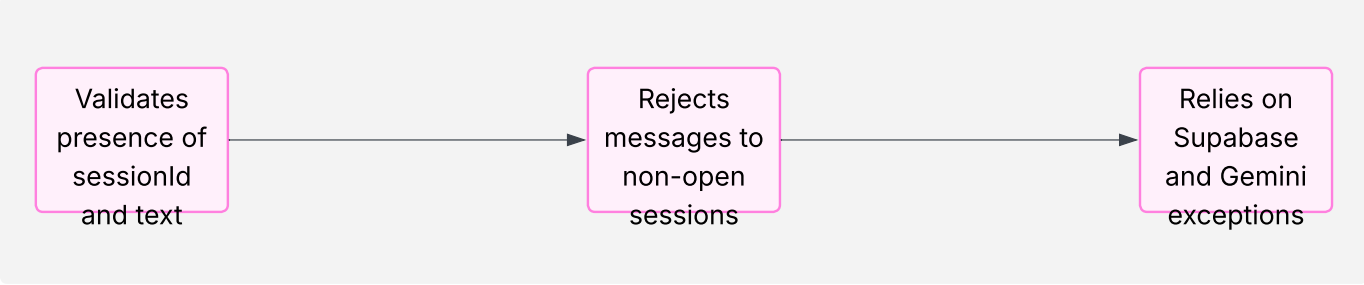 Validates
presence of
sessionId
and text
Rejects
messages to
non-open
sessions
Relies on
Supabase
and Gemini
exceptions